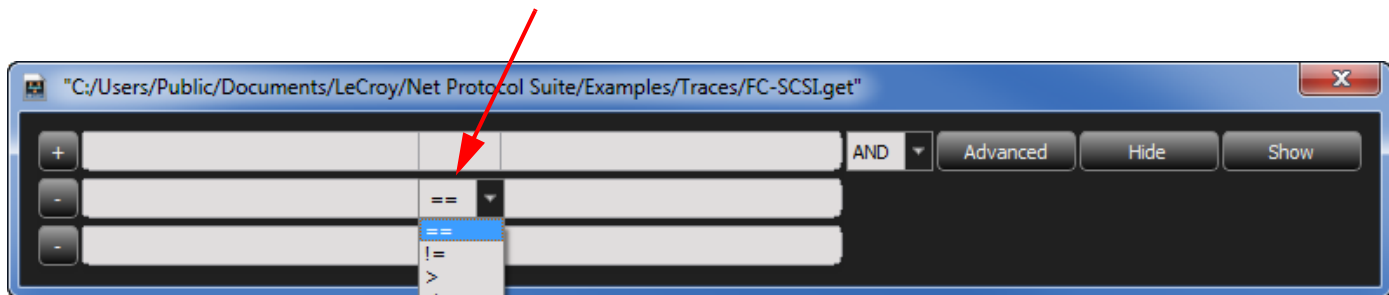 "C:/Users/Public/Documents/LeCroy/Net Protocol Suite/Examples/Traces/FC-SCSI.get" X
+ AND Advanced Hide Show
- ==
==
-
!=
>